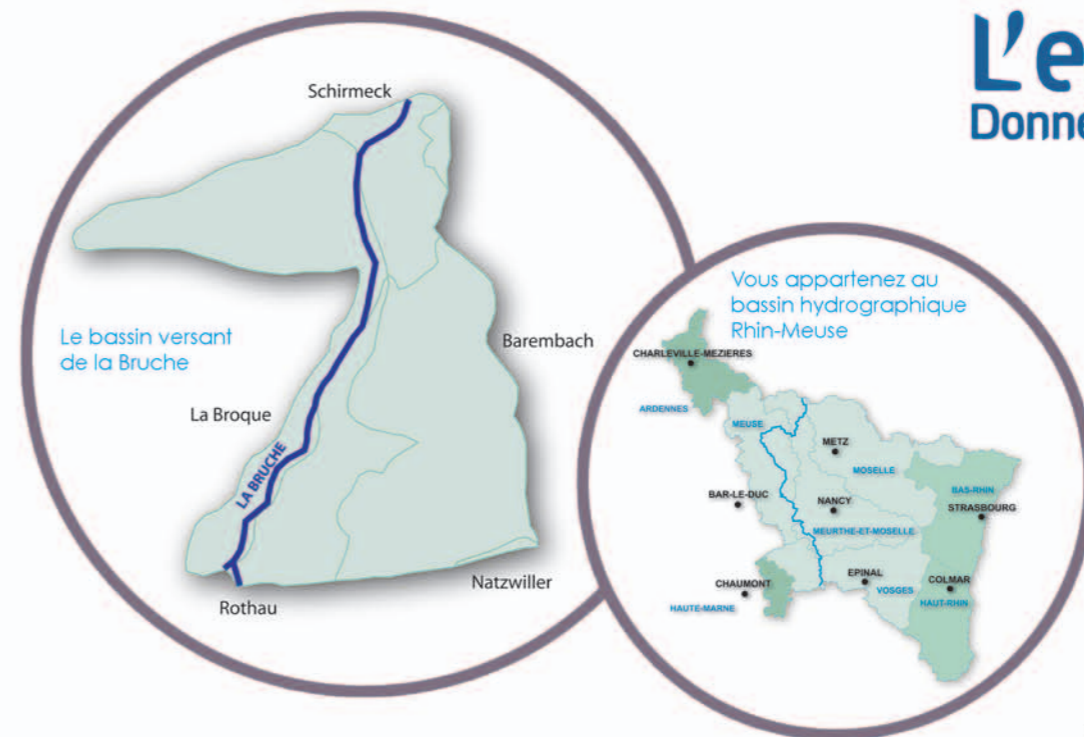 L'e
Donne
Schirmeck
Le bassin versant
de la Bruche
Barembach
La Broque
LA BRUCHE
Natzwiller
Rothau
Vous appartenez au
bassin hydrographique
Rhin-Meuse
CHARLEVILLE-MEZIERES
ARDENNES
MEUSE
METZ
MOSELLE
BAS-RHIN
BAR-LE-DUC
NANCY
STRASBOURG
MEURTHE-ET-MOSELLE
CHAUMONT
EPINAL
VOSGES
COLMAR
HAUTE-MARNE
HAUT-RHIN